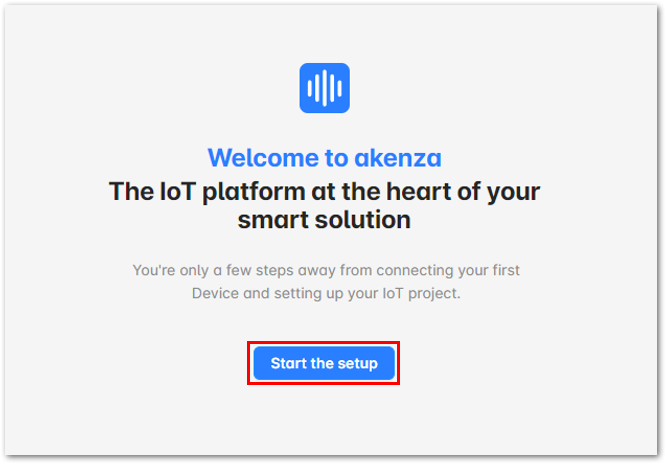 Welcome to akenza
The IoT platform at the heart of your
smart solution
You're only a few steps away from connecting your first
Device and setting up your IoT project.
Start the setup